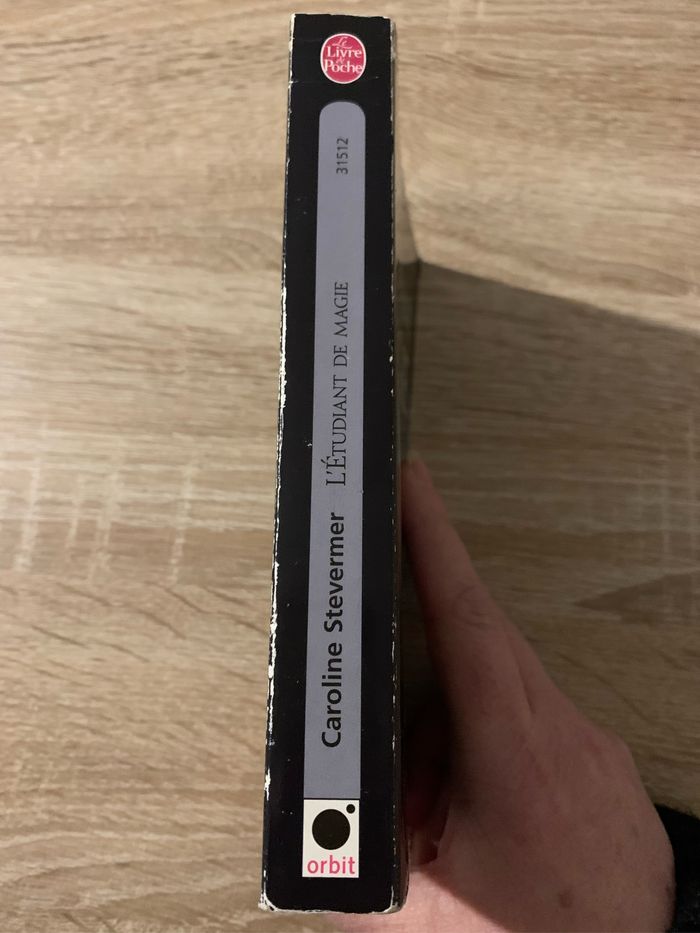 Le
Livre
de
Poche
31512
Caroline Stevermer L'ÉTUDIANT DE MAGIE
orbit